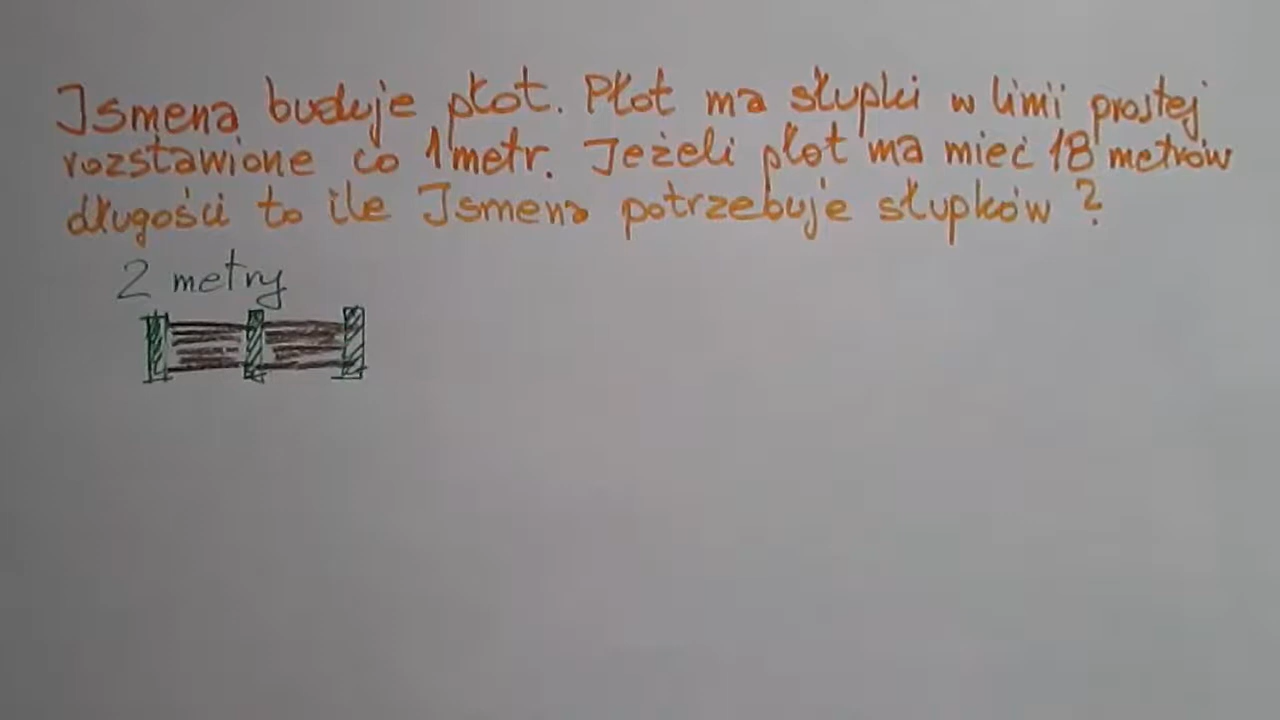 Ismena buduje płot. Płot ma słupki w linii prostej
rozstawione co 1 metr. Jeżeli płot ma mieć 18 metrów
długości to ile Ismena potrzebuje słupków?
2 metry